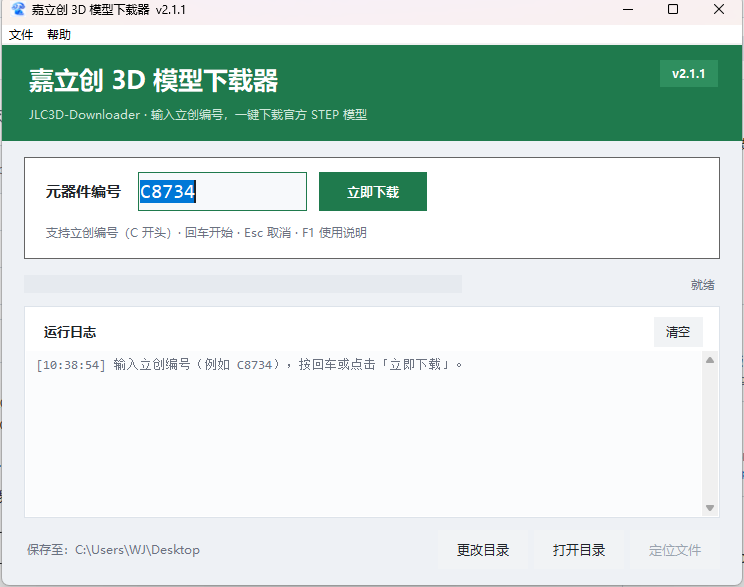 嘉立创 3D 模型下载器 v2.1.1
文件 帮助
嘉立创 3D 模型下载器
v2.1.1
JLC3D-Downloader · 输入立创编号，一键下载官方 STEP 模型
元器件编号 C8734 立即下载
支持立创编号（C 开头）· 回车开始 · Esc 取消 · F1 使用说明
就绪
运行日志 清空
[10:38:54] 输入立创编号（例如 C8734），按回车或点击「立即下载」。
保存至：C:\Users\WJ\Desktop 更改目录 打开目录 定位文件